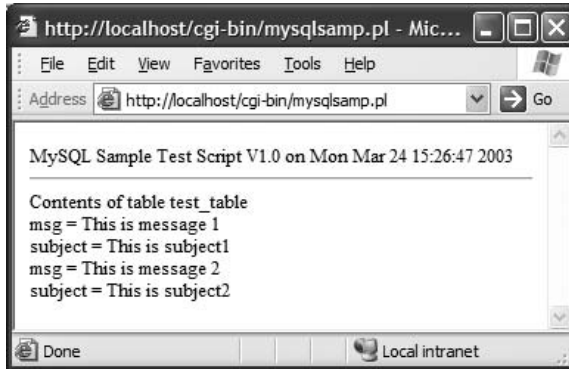 http://localhost/cgi-bin/mysqlsamp.pl - Mic...
File Edit View Favorites Tools Help
Address http://localhost/cgi-bin/mysqlsamp.pl Go
MySQL Sample Test Script V1.0 on Mon Mar 24 15:26:47 2003
Contents of table test_table
msg = This is message 1
subject = This is subject1
msg = This is message 2
subject = This is subject2
Done Local intranet